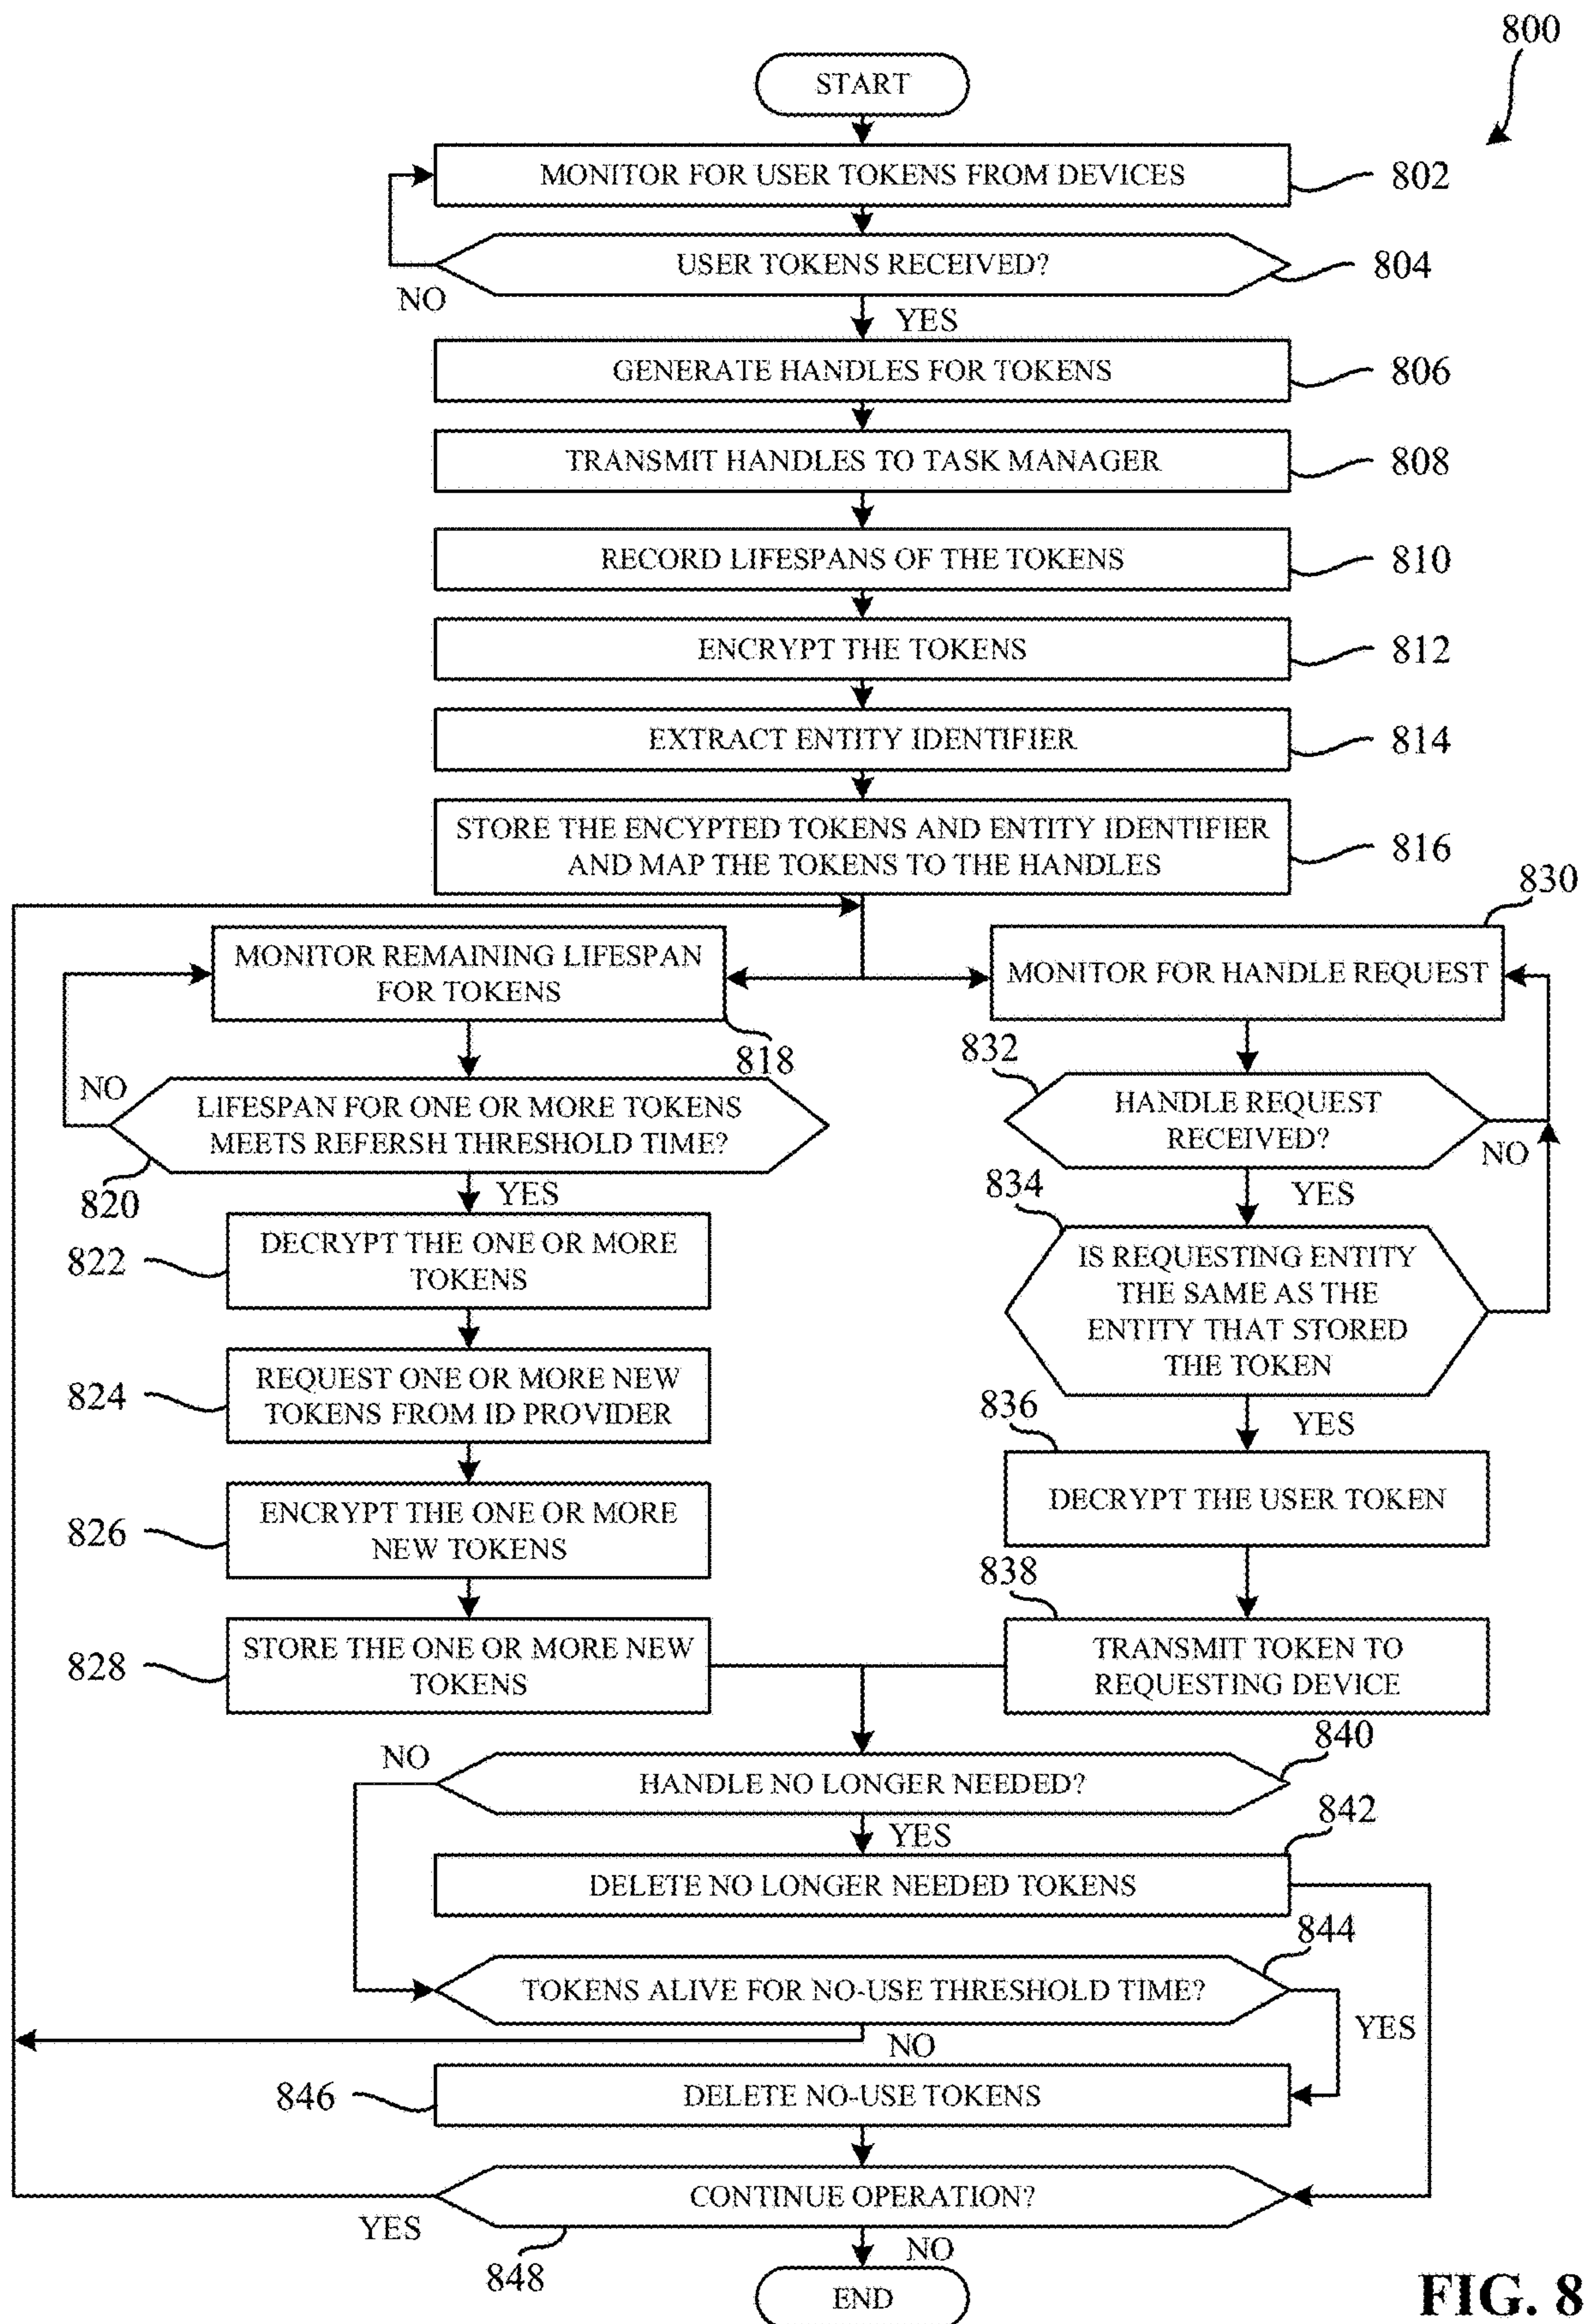 800
START
MONITOR FOR USER TOKENS FROM DEVICES
802
USER TOKENS RECEIVED?
804
NO
YES
GENERATE HANDLES FOR TOKENS
806
TRANSMIT HANDLES TO TASK MANAGER
808
RECORD LIFESPANS OF THE TOKENS
810
ENCRYPT THE TOKENS
812
EXTRACT ENTITY IDENTIFIER
814
STORE THE ENCYPTED TOKENS AND ENTITY IDENTIFIER
AND MAP THE TOKENS TO THE HANDLES
816
MONITOR REMAINING LIFESPAN
FOR TOKENS
818
NO
LIFESPAN FOR ONE OR MORE TOKENS
MEETS REFERSH THRESHOLD TIME?
820
YES
DECRYPT THE ONE OR MORE
TOKENS
822
REQUEST ONE OR MORE NEW
TOKENS FROM ID PROVIDER
824
ENCRYPT THE ONE OR MORE
NEW TOKENS
826
STORE THE ONE OR MORE NEW
TOKENS
828
830
MONITOR FOR HANDLE REQUEST
832
HANDLE REQUEST
RECEIVED?
NO
834
YES
IS REQUESTING ENTITY
THE SAME AS THE
ENTITY THAT STORED
THE TOKEN
836
YES
DECRYPT THE USER TOKEN
838
TRANSMIT TOKEN TO
REQUESTING DEVICE
840
NO
HANDLE NO LONGER NEEDED?
842
YES
DELETE NO LONGER NEEDED TOKENS
844
TOKENS ALIVE FOR NO-USE THRESHOLD TIME?
YES
NO
846
DELETE NO-USE TOKENS
CONTINUE OPERATION?
YES
848
NO
END
FIG. 8